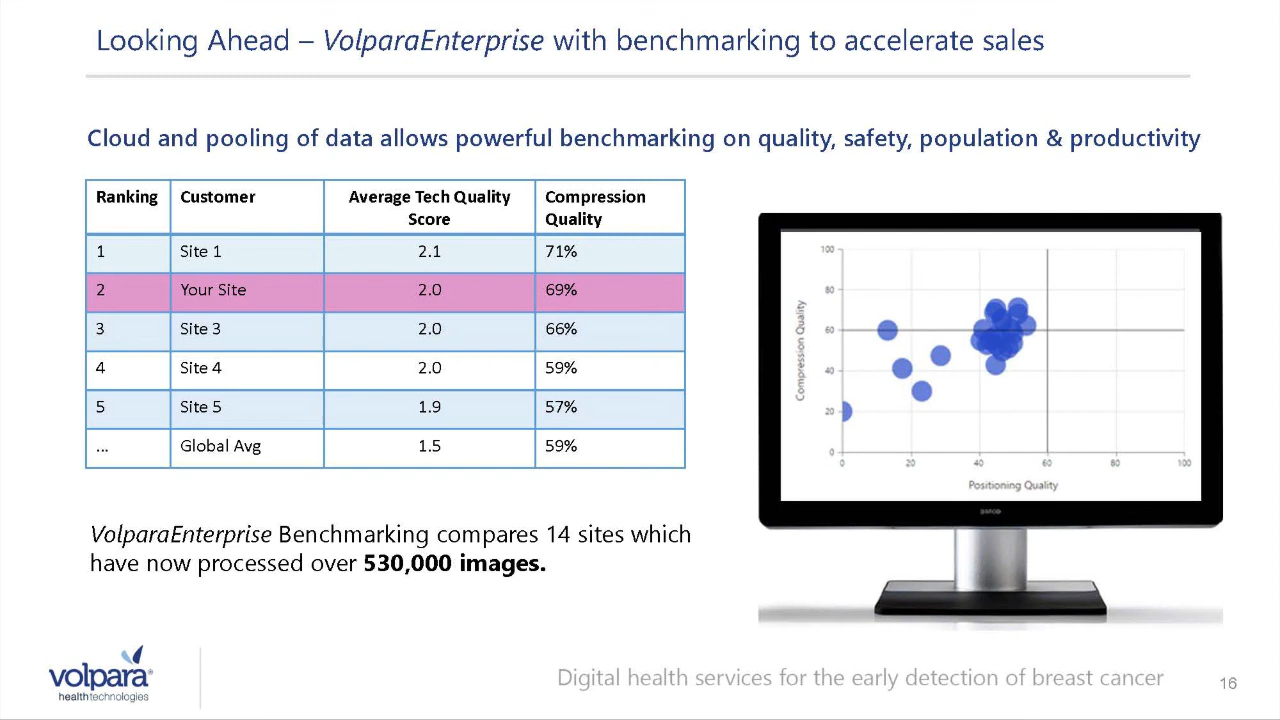 Looking Ahead – VolparaEnterprise with benchmarking to accelerate sales
Cloud and pooling of data allows powerful benchmarking on quality, safety, population & productivity
Ranking Customer Average Tech Quality Score Compression Quality
1 Site 1 2.1 71%
2 Your Site 2.0 69%
3 Site 3 2.0 66%
4 Site 4 2.0 59%
5 Site 5 1.9 57%
... Global Avg 1.5 59%
VolparaEnterprise Benchmarking compares 14 sites which
have now processed over 530,000 images.
Compression Quality
100
80
60
40
20
0
0 20 40 60 80 100
Positioning Quality
volpara®
healthtechnologies
Digital health services for the early detection of breast cancer
16